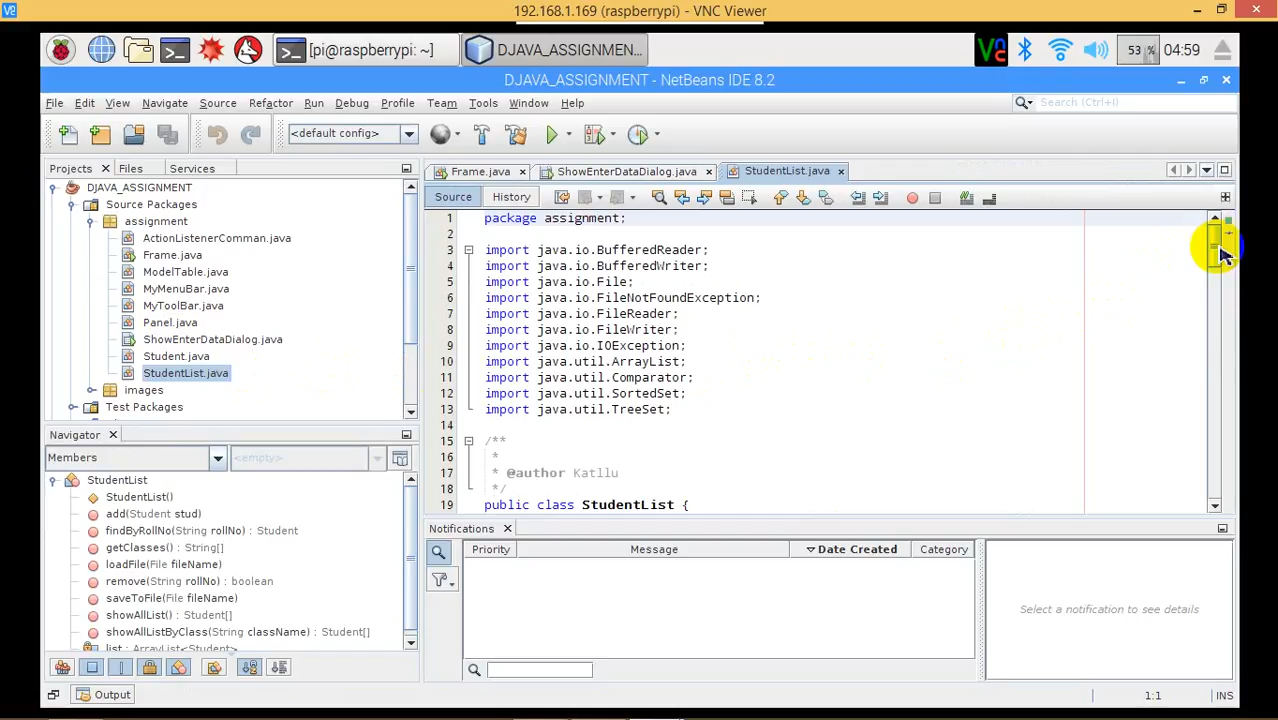 192.168.1.169 (raspberrypi) - VNC Viewer
[pi@raspberrypi: ~]
DJAVA_ASSIGNMEN...
53 %
04:59
DJAVA_ASSIGNMENT - NetBeans IDE 8.2
File Edit View Navigate Source Refactor Run Debug Profile Team Tools Window Help
Search (Ctrl+I)
<default config>
Projects Files Services
Frame.java ShowEnterDataDialog.java StudentList.java
DJAVA_ASSIGNMENT
Source Packages
assignment
ActionListenerComman.java
Frame.java
ModelTable.java
MyMenuBar.java
MyToolBar.java
Panel.java
ShowEnterDataDialog.java
Student.java
StudentList.java
images
Test Packages
Source History
1 package assignment;
2
3 import java.io.BufferedReader;
4 import java.io.BufferedWriter;
5 import java.io.File;
6 import java.io.FileNotFoundException;
7 import java.io.FileReader;
8 import java.io.FileWriter;
9 import java.io.IOException;
10 import java.util.ArrayList;
11 import java.util.Comparator;
12 import java.util.SortedSet;
13 import java.util.TreeSet;
14
15 /**
16 *
17 * @author Katllu
18 */
19 public class StudentList {
Navigator
Members
<empty>
StudentList
StudentList()
add(Student stud)
findByRollNo(String rollNo) : Student
getClasses() : String[]
loadFile(File fileName)
remove(String rollNo) : boolean
saveToFile(File fileName)
showAllList() : Student[]
showAllListByClass(String className) : Student[]
list : ArrayList<Student>
Notifications
Priority Message Date Created Category
Select a notification to see details
Output
1:1
INS